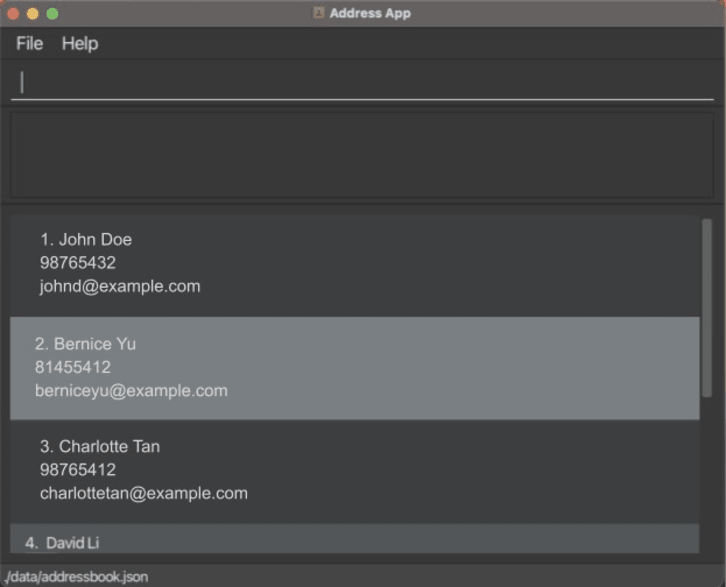 Address App
File Help
1. John Doe
98765432
johnd@example.com
2. Bernice Yu
81455412
berniceyu@example.com
3. Charlotte Tan
98765412
charlottetan@example.com
4. David Li
./data/addressbook.json